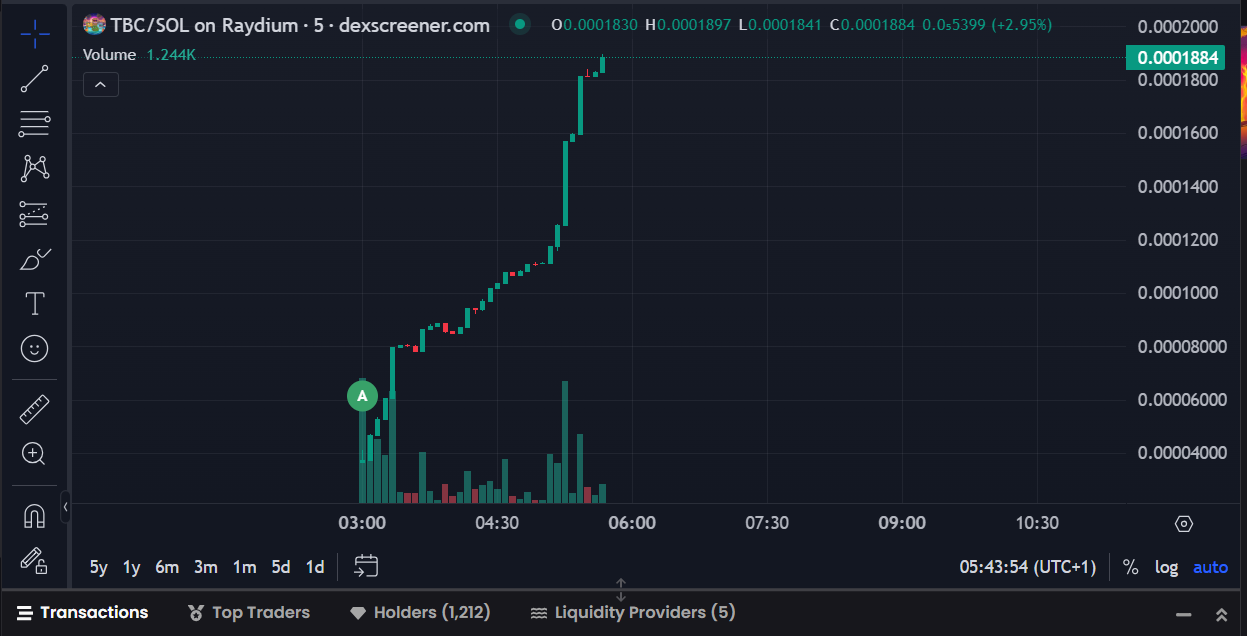 TBC/SOL on Raydium · 5 · dexscreener.com O0.0001830 H0.0001897 L0.0001841 C0.0001884 0.0₅5399 (+2.95%)
Volume 1.244K
0.0002000
0.0001884
0.0001800
0.0001600
0.0001400
0.0001200
0.0001000
0.00008000
0.00006000
0.00004000
A
03:00 04:30 06:00 07:30 09:00 10:30
5y 1y 6m 3m 1m 5d 1d 05:43:54 (UTC+1) % log auto
Transactions Top Traders Holders (1,212) Liquidity Providers (5)